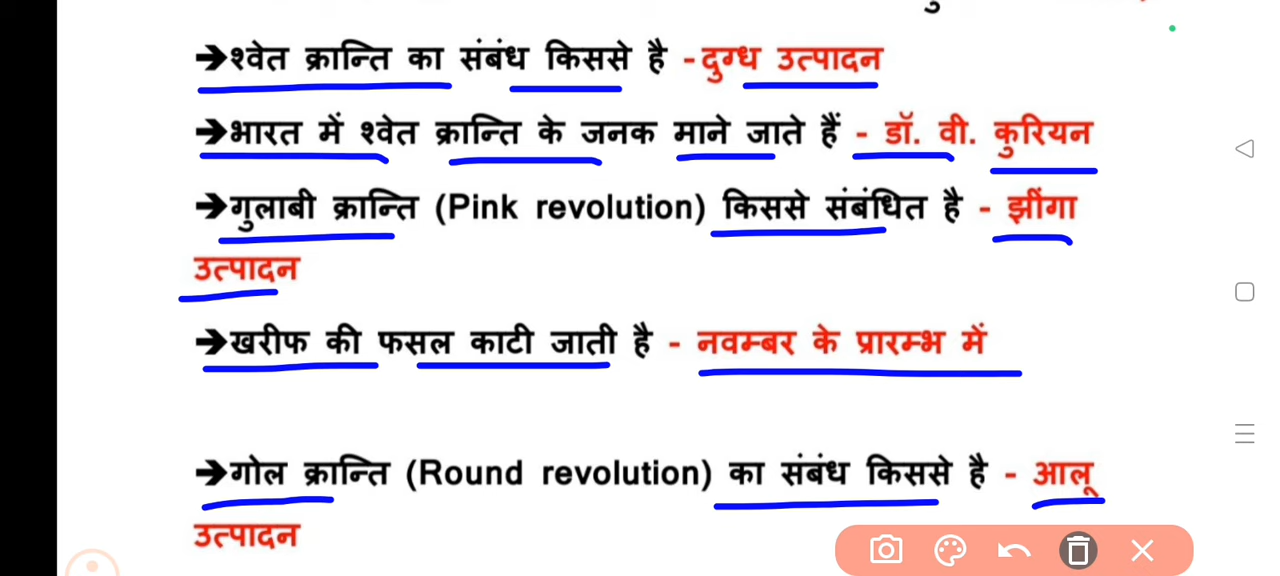 ➔श्वेत क्रान्ति का संबंध किससे है - दुग्ध उत्पादन
➔भारत में श्वेत क्रान्ति के जनक माने जाते हैं - डॉ. वी. कुरियन
➔गुलाबी क्रान्ति (Pink revolution) किससे संबंधित है - झींगा
उत्पादन
➔खरीफ की फसल काटी जाती है - नवम्बर के प्रारम्भ में
➔गोल क्रान्ति (Round revolution) का संबंध किससे है - आलू
उत्पादन